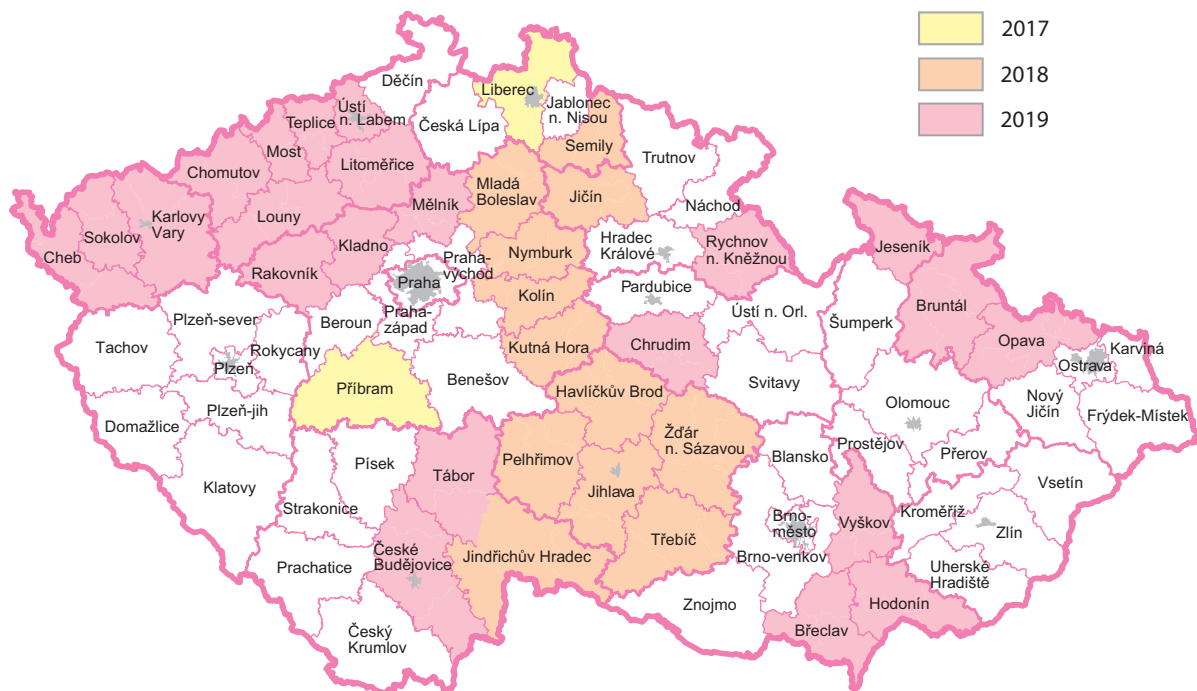 2017
2018
2019
Děčín
Liberec
Jablonec
n. Nisou
Ústí
n. Labem
Teplice
Česká Lípa
Semily
Most
Litoměřice
Trutnov
Chomutov
Mladá
Boleslav
Jičín
Mělník
Náchod
Louny
Karlovy
Vary
Sokolov
Cheb
Kladno
Rakovník
Nymburk
Hradec
Králové
Rychnov
n. Kněžnou
Jeseník
Praha-
východ
Praha
Kolín
Pardubice
Bruntál
Praha-
západ
Beroun
Plzeň-sever
Tachov
Rokycany
Plzeň
Kutná Hora
Chrudim
Ústí n. Orl.
Šumperk
Opava
Karviná
Ostrava
Benešov
Příbram
Havlíčkův Brod
Svitavy
Olomouc
Nový
Jičín
Frýdek-Místek
Plzeň-jih
Domažlice
Písek
Tábor
Pelhřimov
Žďár
n. Sázavou
Prostějov
Blansko
Přerov
Vsetín
Klatovy
Strakonice
Jihlava
Třebíč
Brno-
město
Vyškov
Kroměříž
Zlín
Brno-venkov
Uherské
Hradiště
Prachatice
České
Budějovice
Jindřichův Hradec
Znojmo
Hodonín
Břeclav
Český
Krumlov